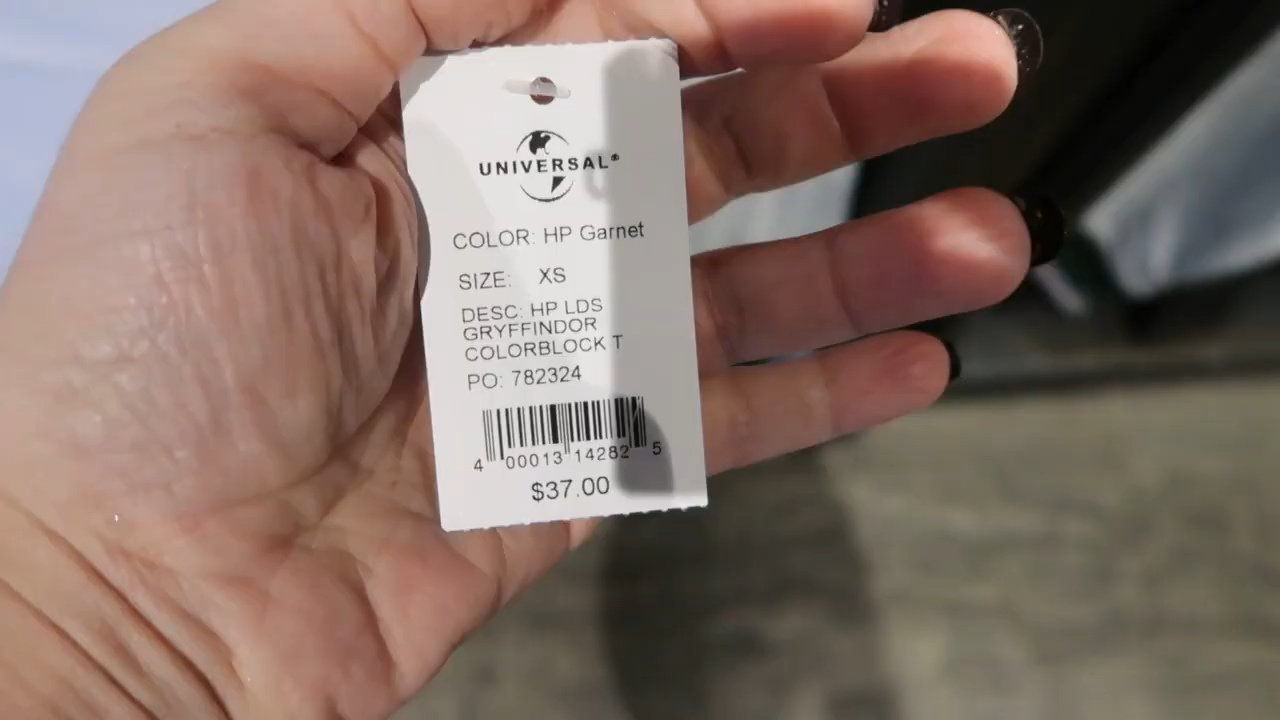 UNIVERSAL®
COLOR: HP Garnet
SIZE: XS
DESC: HP LDS
GRYFFINDOR
COLORBLOCK T
PO: 782324
4 00013 14282 5
$37.00